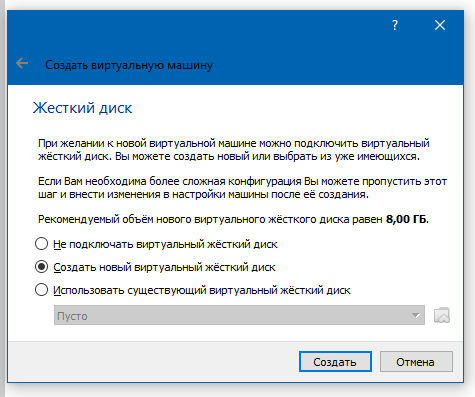 ?
Создать виртуальную машину
Жесткий диск
При желании к новой виртуальной машине можно подключить виртуальный
жёсткий диск. Вы можете создать новый или выбрать из уже имеющихся.
Если Вам необходима более сложная конфигурация Вы можете пропустить этот
шаг и внести изменения в настройки машины после её создания.
Рекомендуемый объём нового виртуального жёсткого диска равен 8,00 ГБ.
Не подключать виртуальный жёсткий диск
Создать новый виртуальный жёсткий диск
Использовать существующий виртуальный жёсткий диск
Пусто
Создать
Отмена